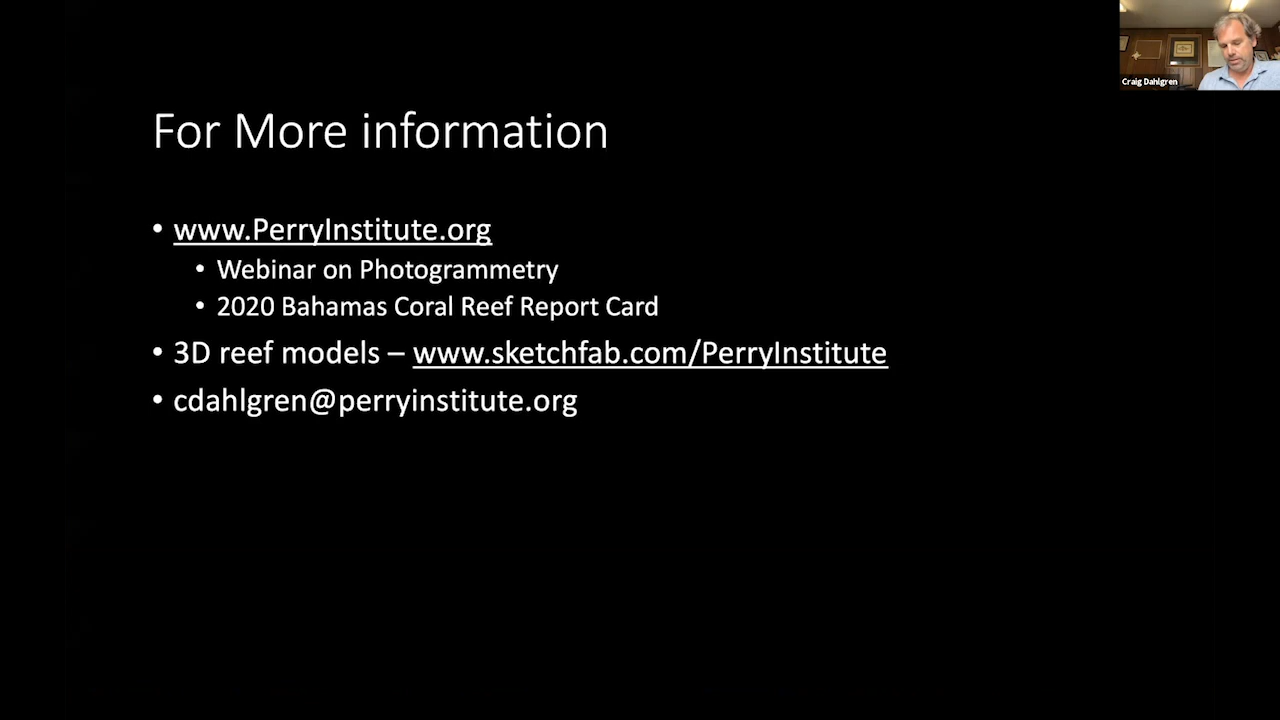 Craig Dahlgren
For More information
• www.PerryInstitute.org
• Webinar on Photogrammetry
• 2020 Bahamas Coral Reef Report Card
• 3D reef models – www.sketchfab.com/PerryInstitute
• cdahlgren@perryinstitute.org